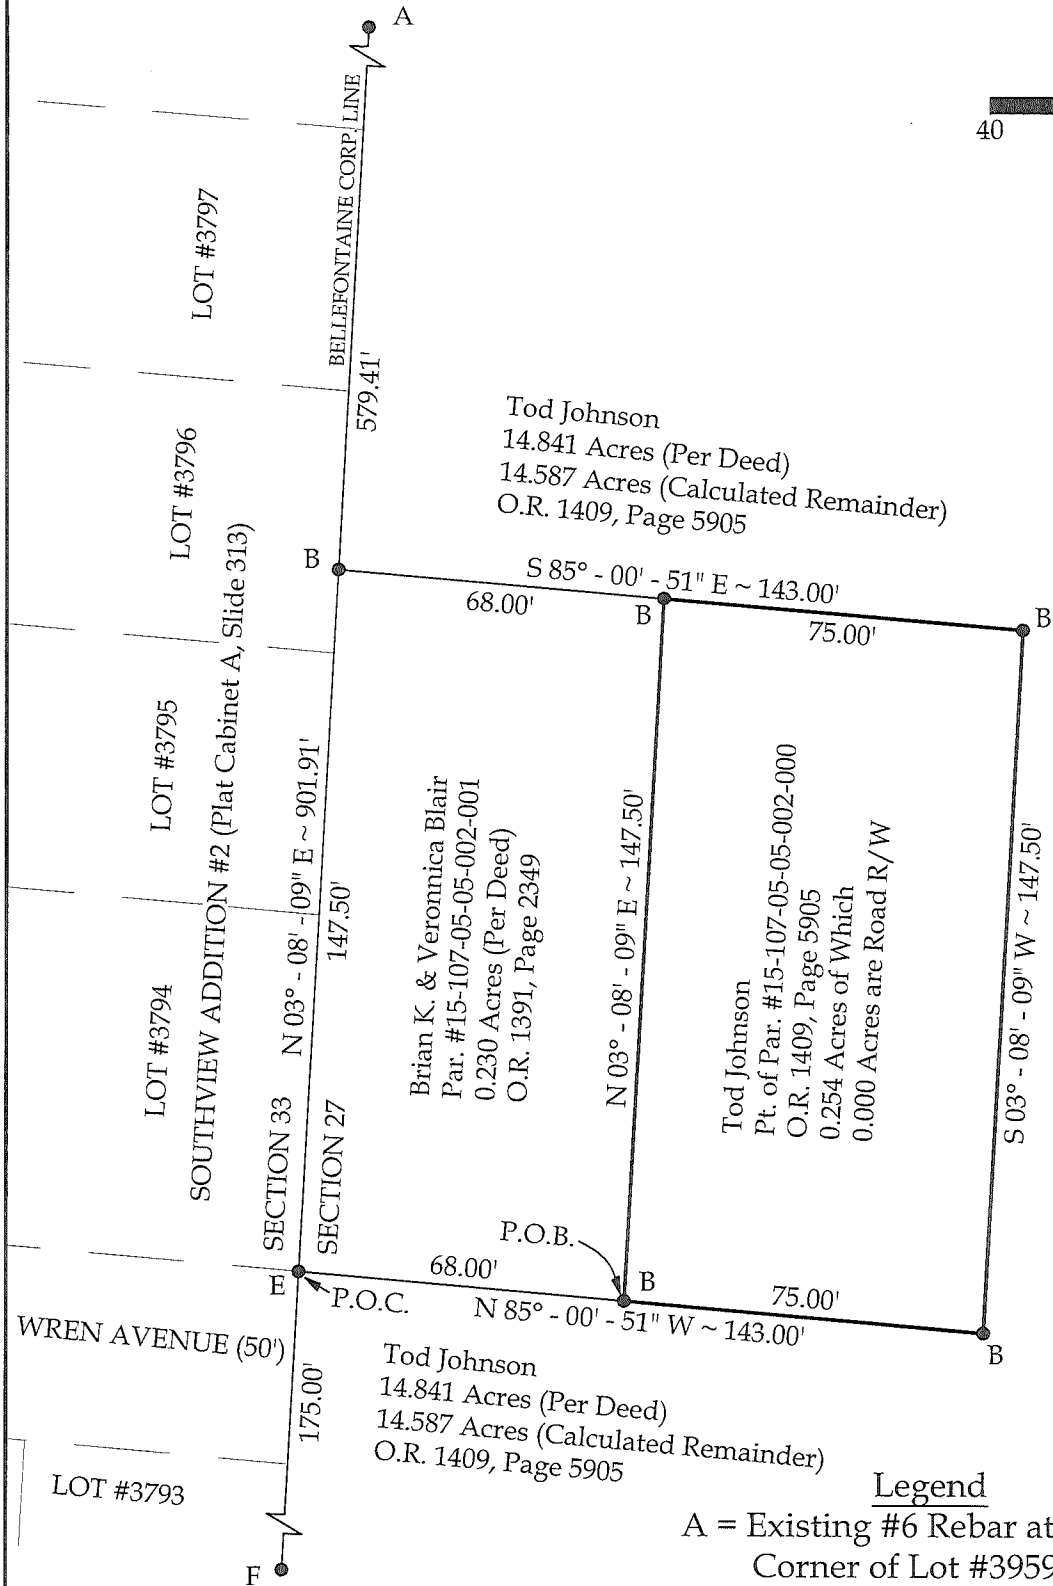 A
40
BELLEFONTAINE CORP. LINE
579.41'
LOT #3797
LOT #3796
LOT #3795
LOT #3794
SOUTHVIEW ADDITION #2 (Plat Cabinet A, Slide 313)
Tod Johnson
14.841 Acres (Per Deed)
14.587 Acres (Calculated Remainder)
O.R. 1409, Page 5905
B
S 85° - 00' - 51" E ~ 143.00'
68.00'
B
75.00'
B
N 03° - 08' - 09" E ~ 901.91'
147.50'
SECTION 33
SECTION 27
Brian K. & Veronnica Blair
Par. #15-107-05-05-002-001
0.230 Acres (Per Deed)
O.R. 1391, Page 2349
N 03° - 08' - 09" E ~ 147.50'
Tod Johnson
Pt. of Par. #15-107-05-05-002-000
O.R. 1409, Page 5905
0.254 Acres of Which
0.000 Acres are Road R/W
S 03° - 08' - 09" W ~ 147.50'
P.O.B.
E
P.O.C.
68.00'
B
75.00'
N 85° - 00' - 51" W ~ 143.00'
B
WREN AVENUE (50')
175.00'
Tod Johnson
14.841 Acres (Per Deed)
14.587 Acres (Calculated Remainder)
O.R. 1409, Page 5905
LOT #3793
F
Legend
A = Existing #6 Rebar at
Corner of Lot #3959